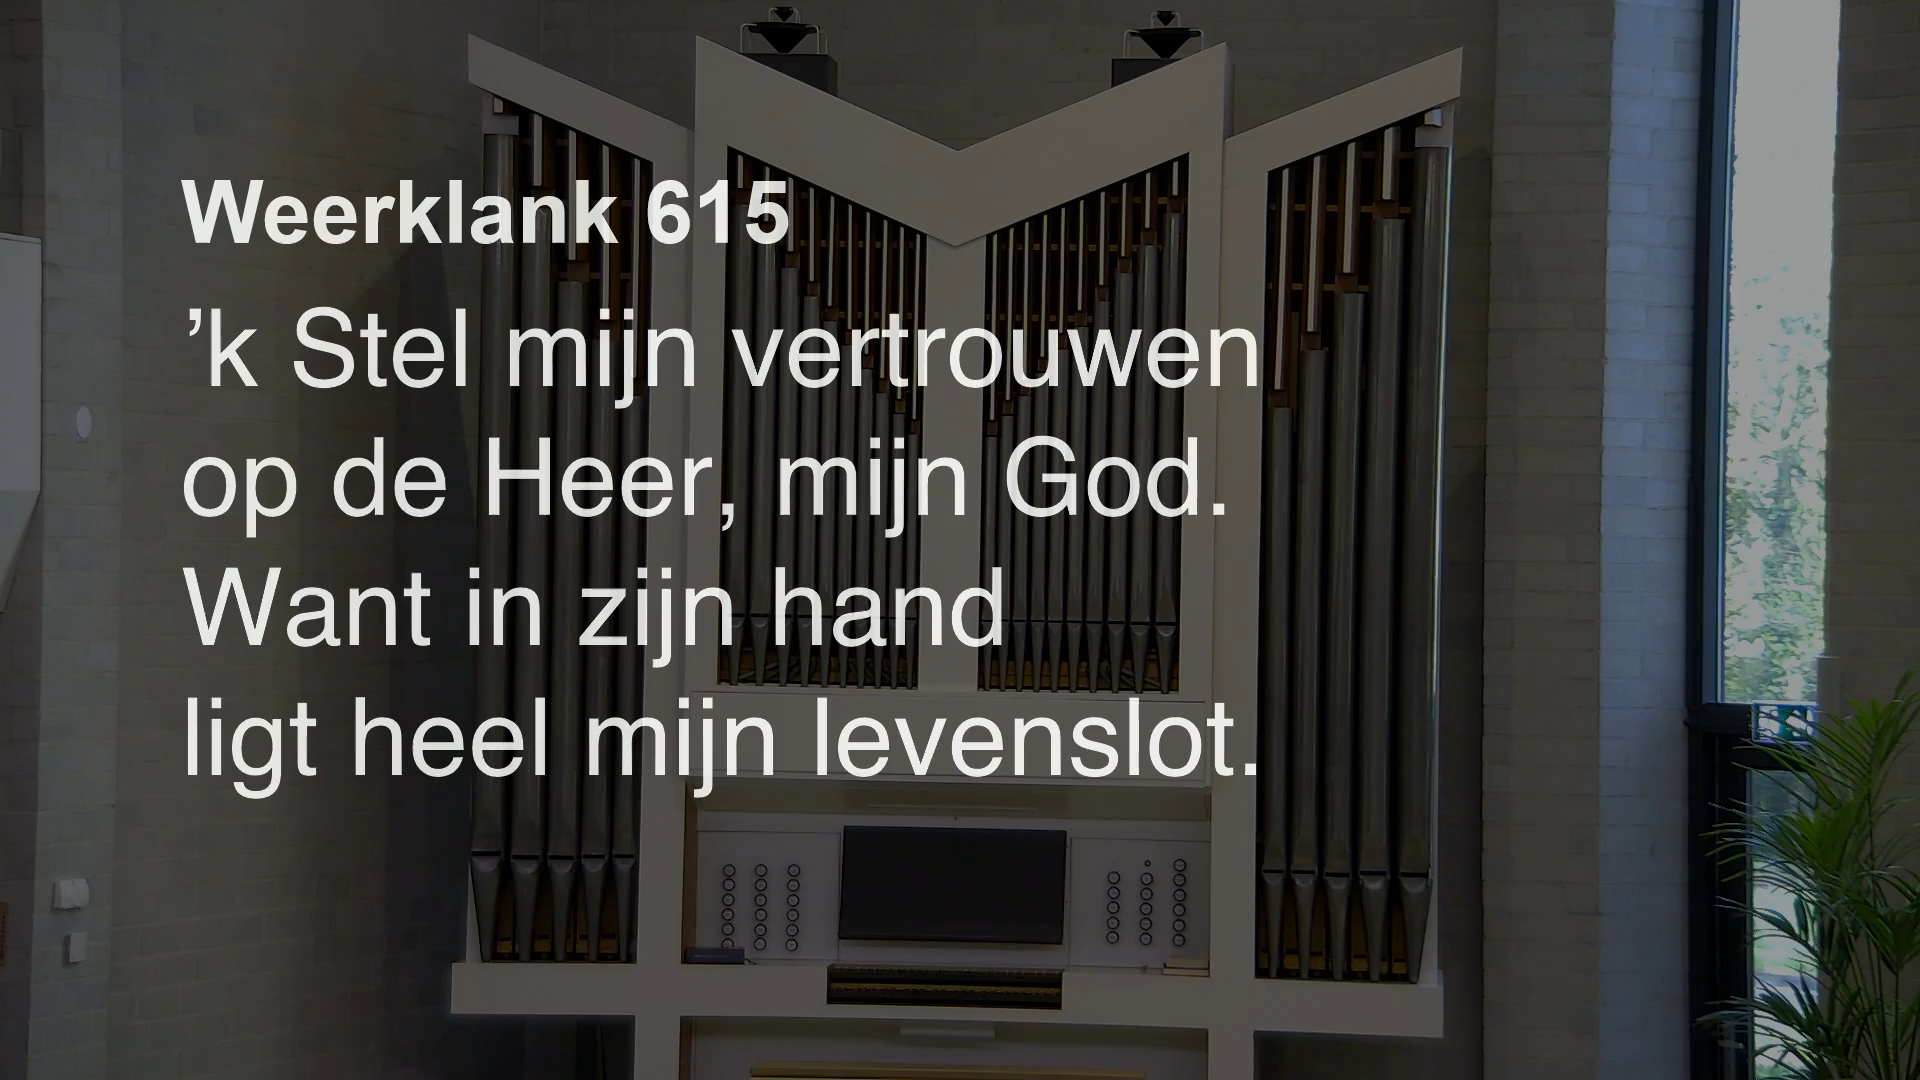 Weerklank 615
’k Stel mijn vertrouwen
op de Heer, mijn God.
Want in zijn hand
ligt heel mijn levenslot.